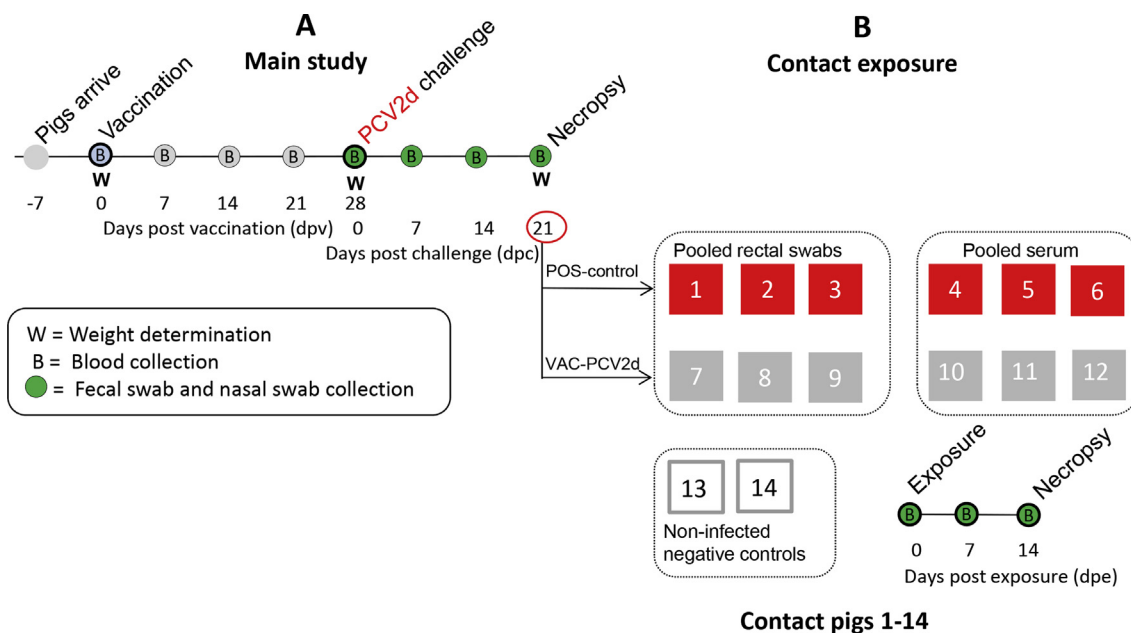 A
Main study
Pigs arrive
Vaccination
PCV2d challenge
Necropsy
B B B B B B B B
W W W
-7 0 7 14 21 28
Days post vaccination (dpv)
0 7 14 21
Days post challenge (dpc)
W = Weight determination
B = Blood collection
= Fecal swab and nasal swab collection
B
Contact exposure
POS-control
VAC-PCV2d
Pooled rectal swabs
1 2 3
7 8 9
Pooled serum
4 5 6
10 11 12
13 14
Non-infected
negative controls
Exposure
Necropsy
B B B
0 7 14
Days post exposure (dpe)
Contact pigs 1-14